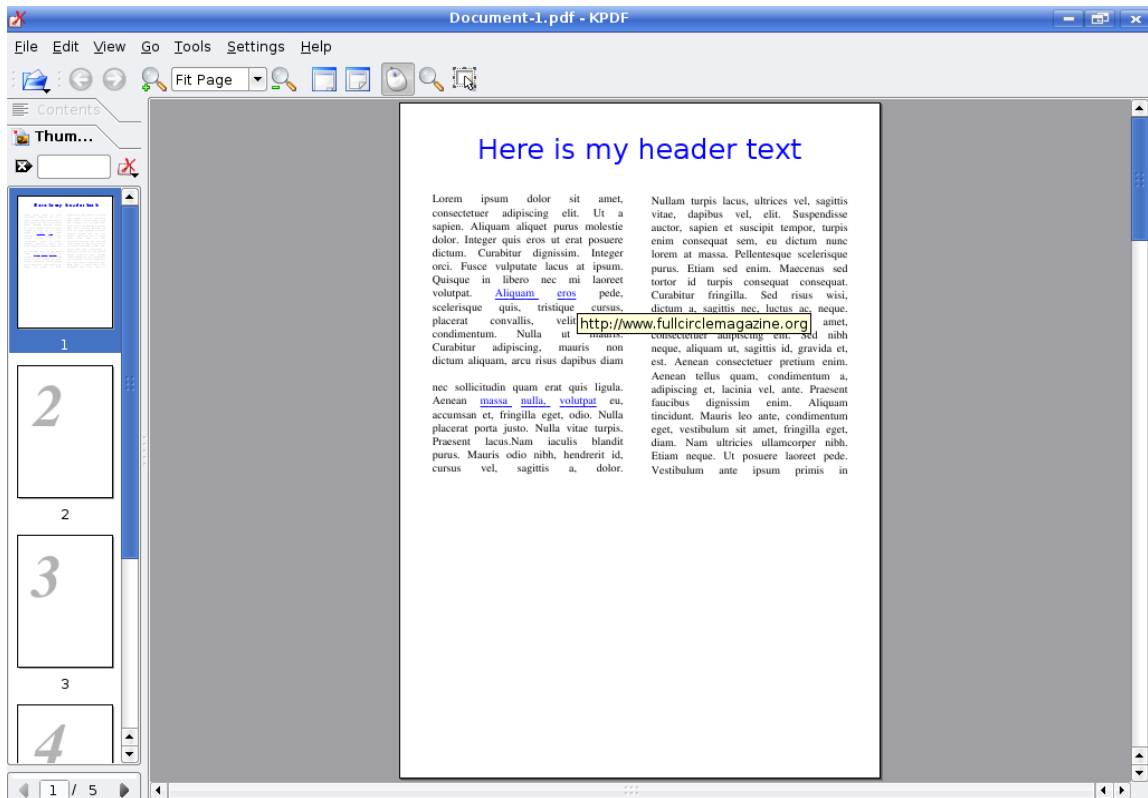 Document-1.pdf - KPDF
File Edit View Go Tools Settings Help
Fit Page
Contents
Thum...
1
2
2
3
3
4
1 / 5
Here is my header text
Lorem ipsum dolor sit amet,
consectetuer adipiscing elit. Ut a
sapien. Aliquam aliquet purus molestie
dolor. Integer quis eros ut erat posuere
dictum. Curabitur dignissim. Integer
orci. Fusce vulputate lacus at ipsum.
Quisque in libero nec mi laoreet
volutpat. Aliquam eros pede,
scelerisque quis, tristique cursus,
placerat convallis, velit
condimentum. Nulla ut mauris.
Curabitur adipiscing, mauris non
dictum aliquam, arcu risus dapibus diam
nec sollicitudin quam erat quis ligula.
Aenean massa nulla, volutpat eu,
accumsan et, fringilla eget, odio. Nulla
placerat porta justo. Nulla vitae turpis.
Praesent lacus.Nam iaculis blandit
purus. Mauris odio nibh, hendrerit id,
cursus vel, sagittis a, dolor.
http://www.fullcirclemagazine.org
Nullam turpis lacus, ultrices vel, sagittis
vitae, dapibus vel, elit. Suspendisse
auctor, sapien et suscipit tempor, turpis
enim consequat sem, eu dictum nunc
lorem at massa. Pellentesque scelerisque
purus. Etiam sed enim. Maecenas sed
tortor id turpis consequat consequat.
Curabitur fringilla. Sed risus wisi,
dictum a, sagittis nec, luctus ac, neque.
amet,
consectetuer adipiscing elit. Sed nibh
neque, aliquam ut, sagittis id, gravida et,
est. Aenean consectetuer pretium enim.
Aenean tellus quam, condimentum a,
adipiscing et, lacinia vel, ante. Praesent
faucibus dignissim enim. Aliquam
tincidunt. Mauris leo ante, condimentum
eget, vestibulum sit amet, fringilla eget,
diam. Nam ultricies ullamcorper nibh.
Etiam neque. Ut posuere laoreet pede.
Vestibulum ante ipsum primis in